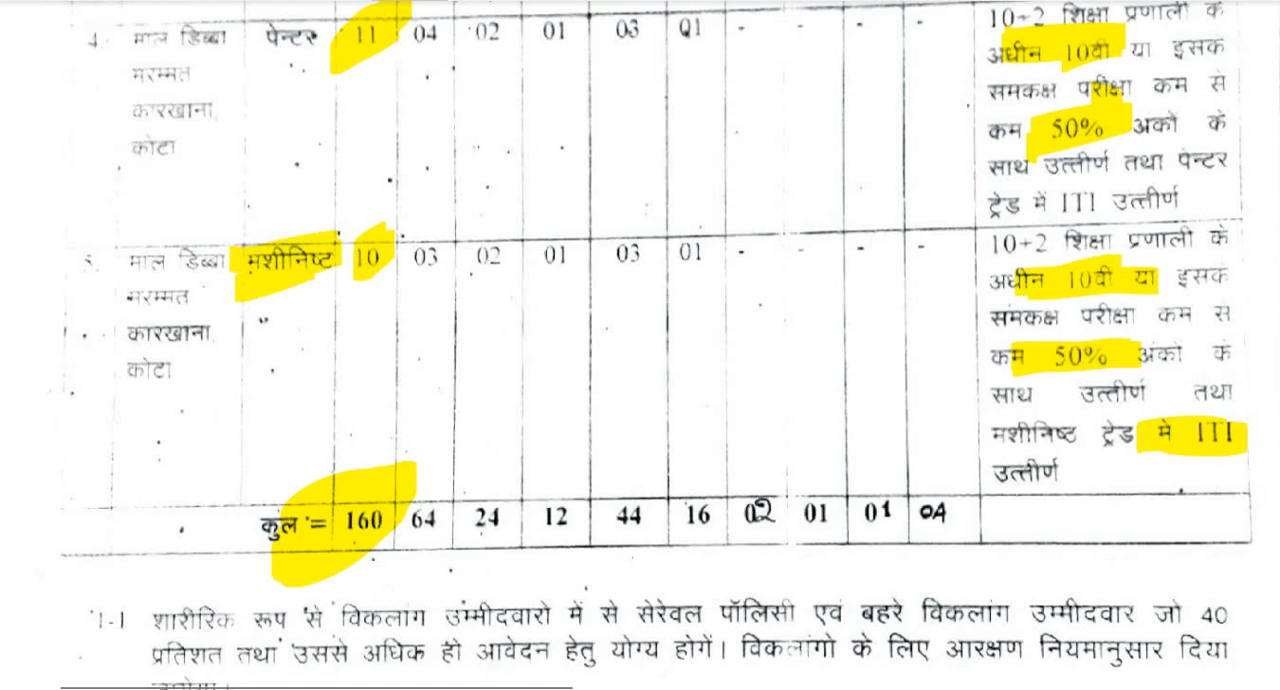 4. माल डिब्बा पेन्टर 11 04 02 01 03 01 - - - - 10+2 शिक्षा प्रणाली के
मरम्मत अधीन 10वी या इसक
कारखाना, समकक्ष परीक्षा कम से
कोटा कम 50% अंकों के
साथ उत्तीर्ण तथा पेन्टर
ट्रेड में ITI उत्तीर्ण
5. माल डिब्बा मशीनिष्ट 10 03 02 01 03 01 - - - - 10+2 शिक्षा प्रणाली के
मरम्मत अधीन 10वी या इसक
कारखाना, समकक्ष परीक्षा कम स
कोटा कम 50% अंको के
साथ उत्तीर्ण तथा
मशीनिष्ट ट्रेड मे ITI
उत्तीर्ण
कुल = 160 64 24 12 44 16 02 01 01 04
1-1 शारीरिक रूप से विकलांग उम्मीदवारो में से सेरेवल पॉलिसी एवं बहरे विकलांग उम्मीदवार जो 40
प्रतिशत तथा उससे अधिक हो आवेदन हेतु योग्य होगें। विकलांगो के लिए आरक्षण नियमानुसार दिया